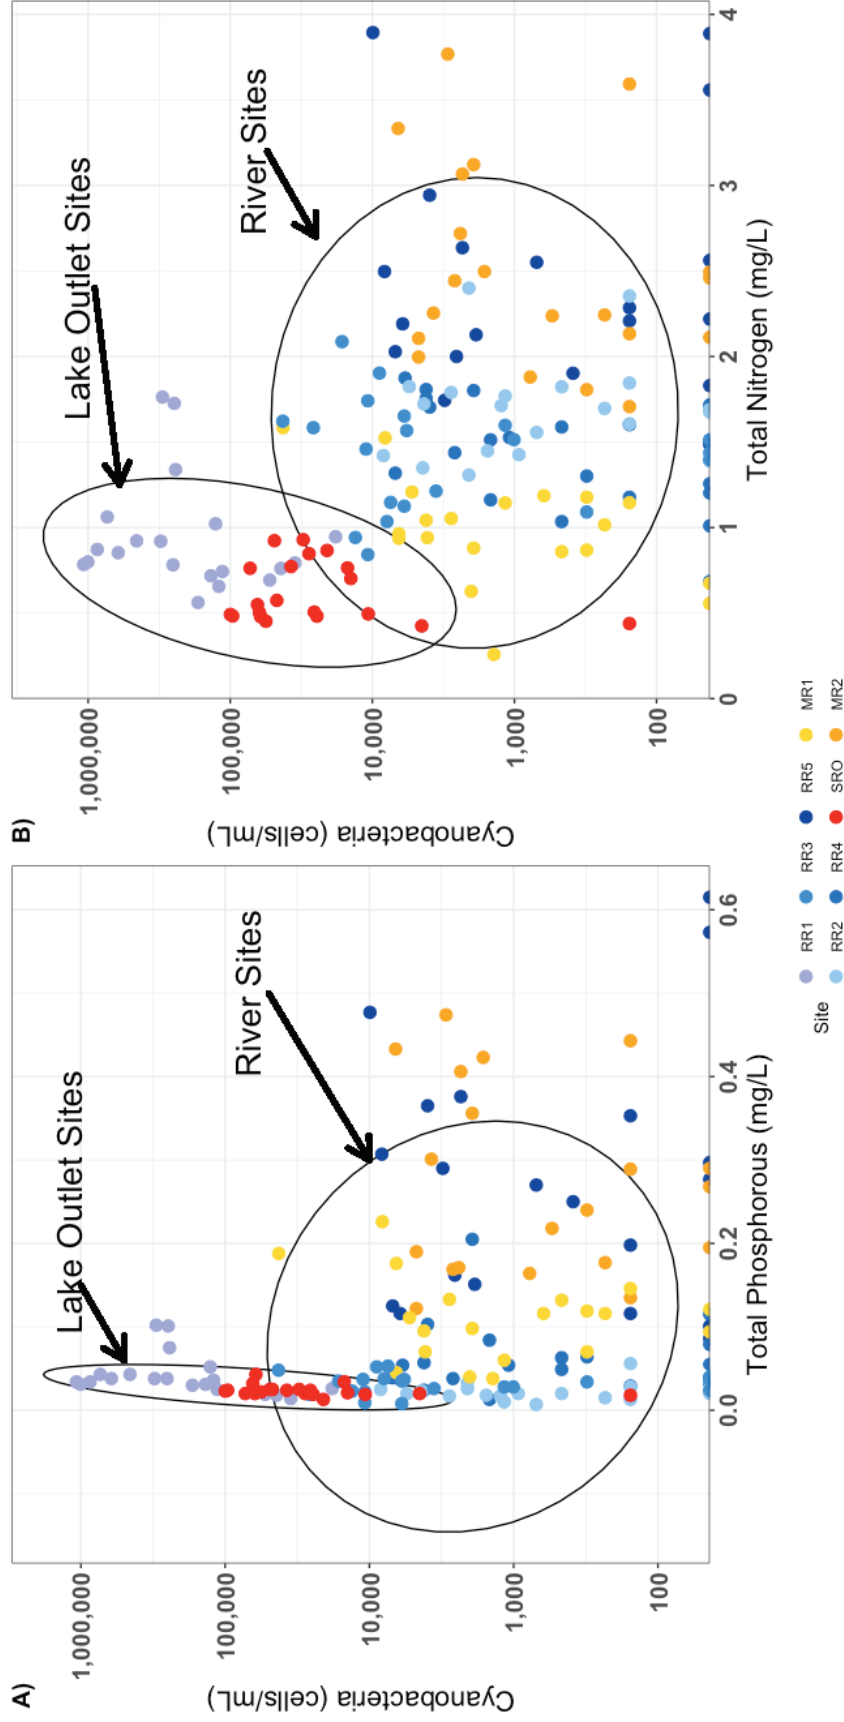 A)
Cyanobacteria (cells/mL)
1,000,000
100,000
10,000
1,000
100
Lake Outlet Sites
River Sites
0.0
0.2
0.4
0.6
Total Phosphorous (mg/L)
B)
Cyanobacteria (cells/mL)
1,000,000
100,000
10,000
1,000
100
Lake Outlet Sites
River Sites
0
1
2
3
4
Total Nitrogen (mg/L)
Site
RR1
RR3
RR5
MR1
RR2
RR4
SRO
MR2